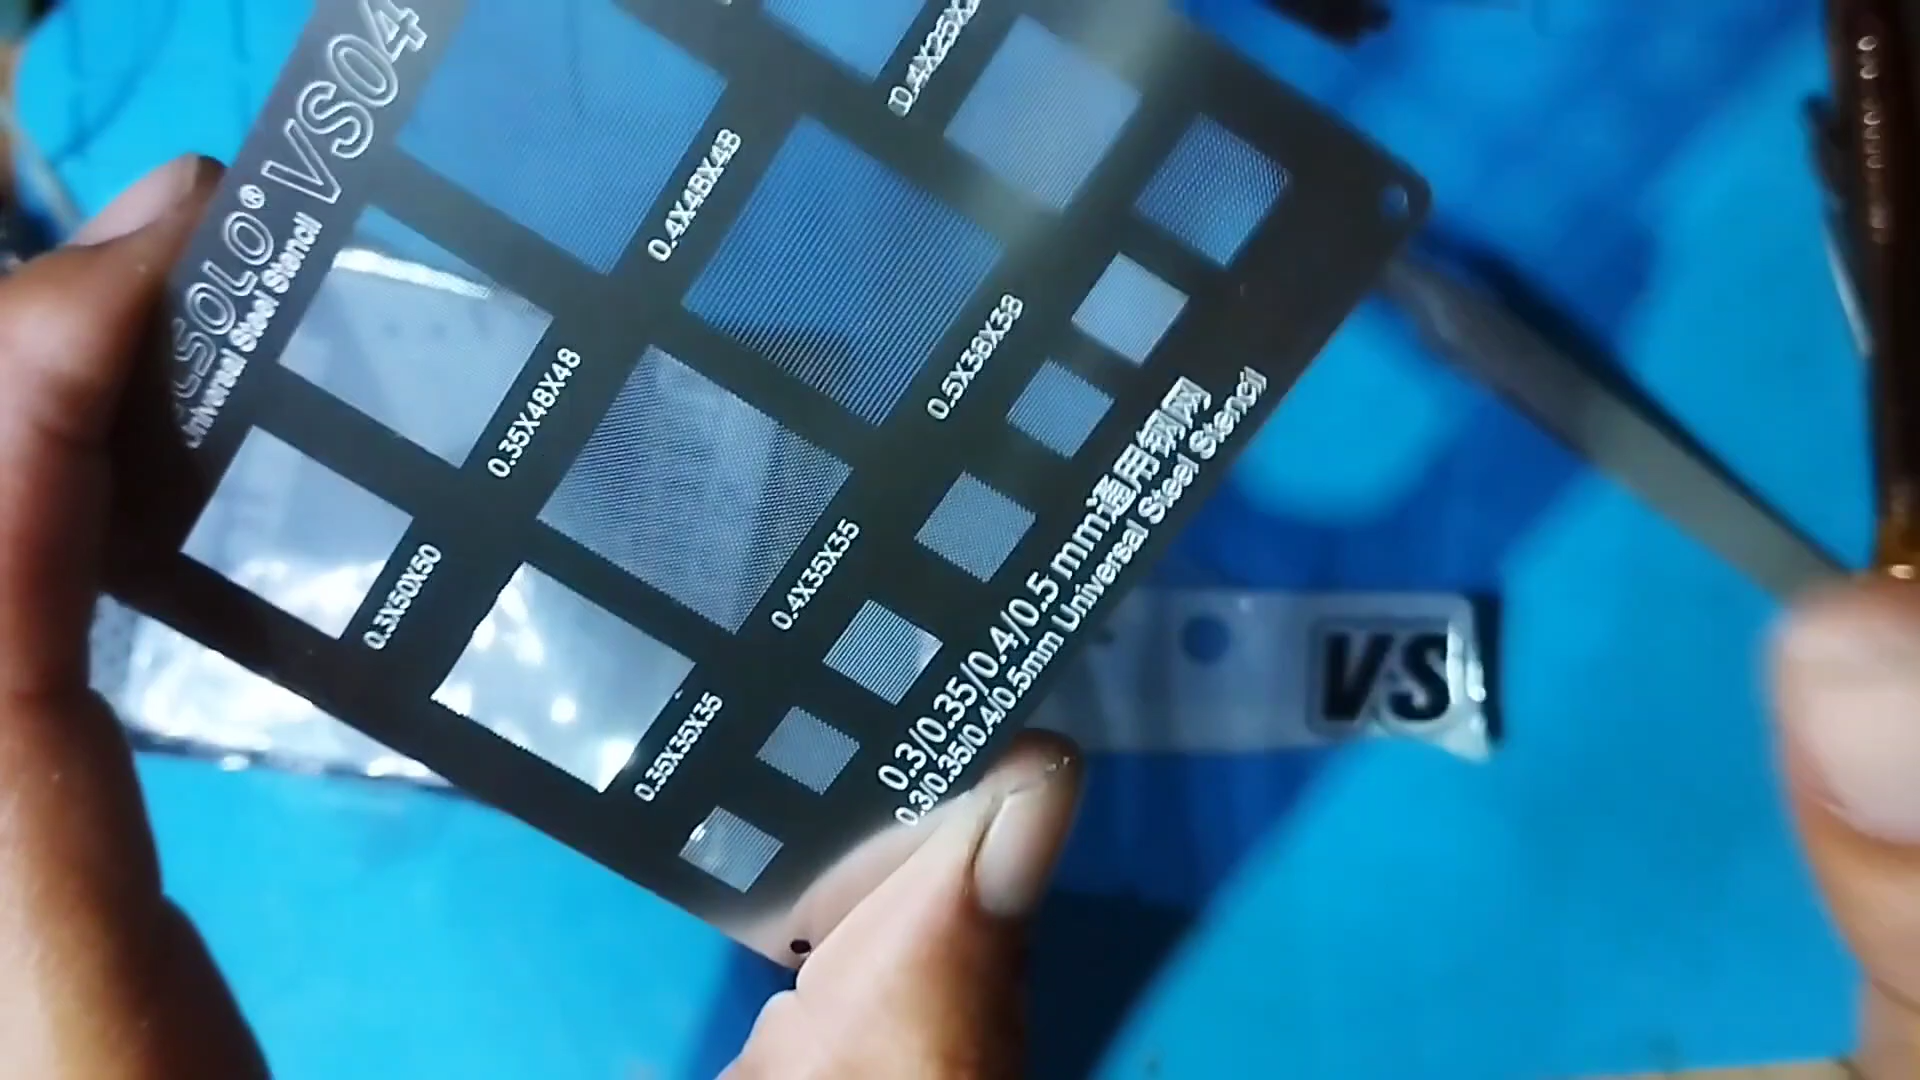 SOLO® VS04
Universal Steel Stencil
0.4X48X48
0.5X38X38
0.35X48X48
0.4X35X35
0.3X50X50
0.35X35X35
0.3/0.35/0.4/0.5 mm通用钢网
0.3/0.35/0.4/0.5mm Universal Steel Stencil
VS